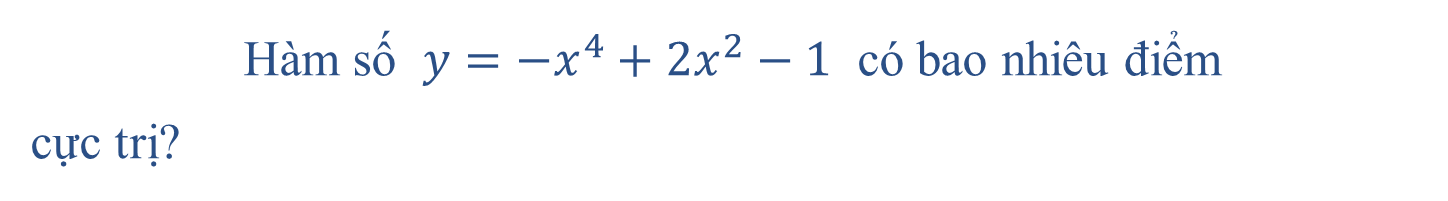 Hàm số y = −x⁴ + 2x² − 1 có bao nhiêu điểm
cực trị?